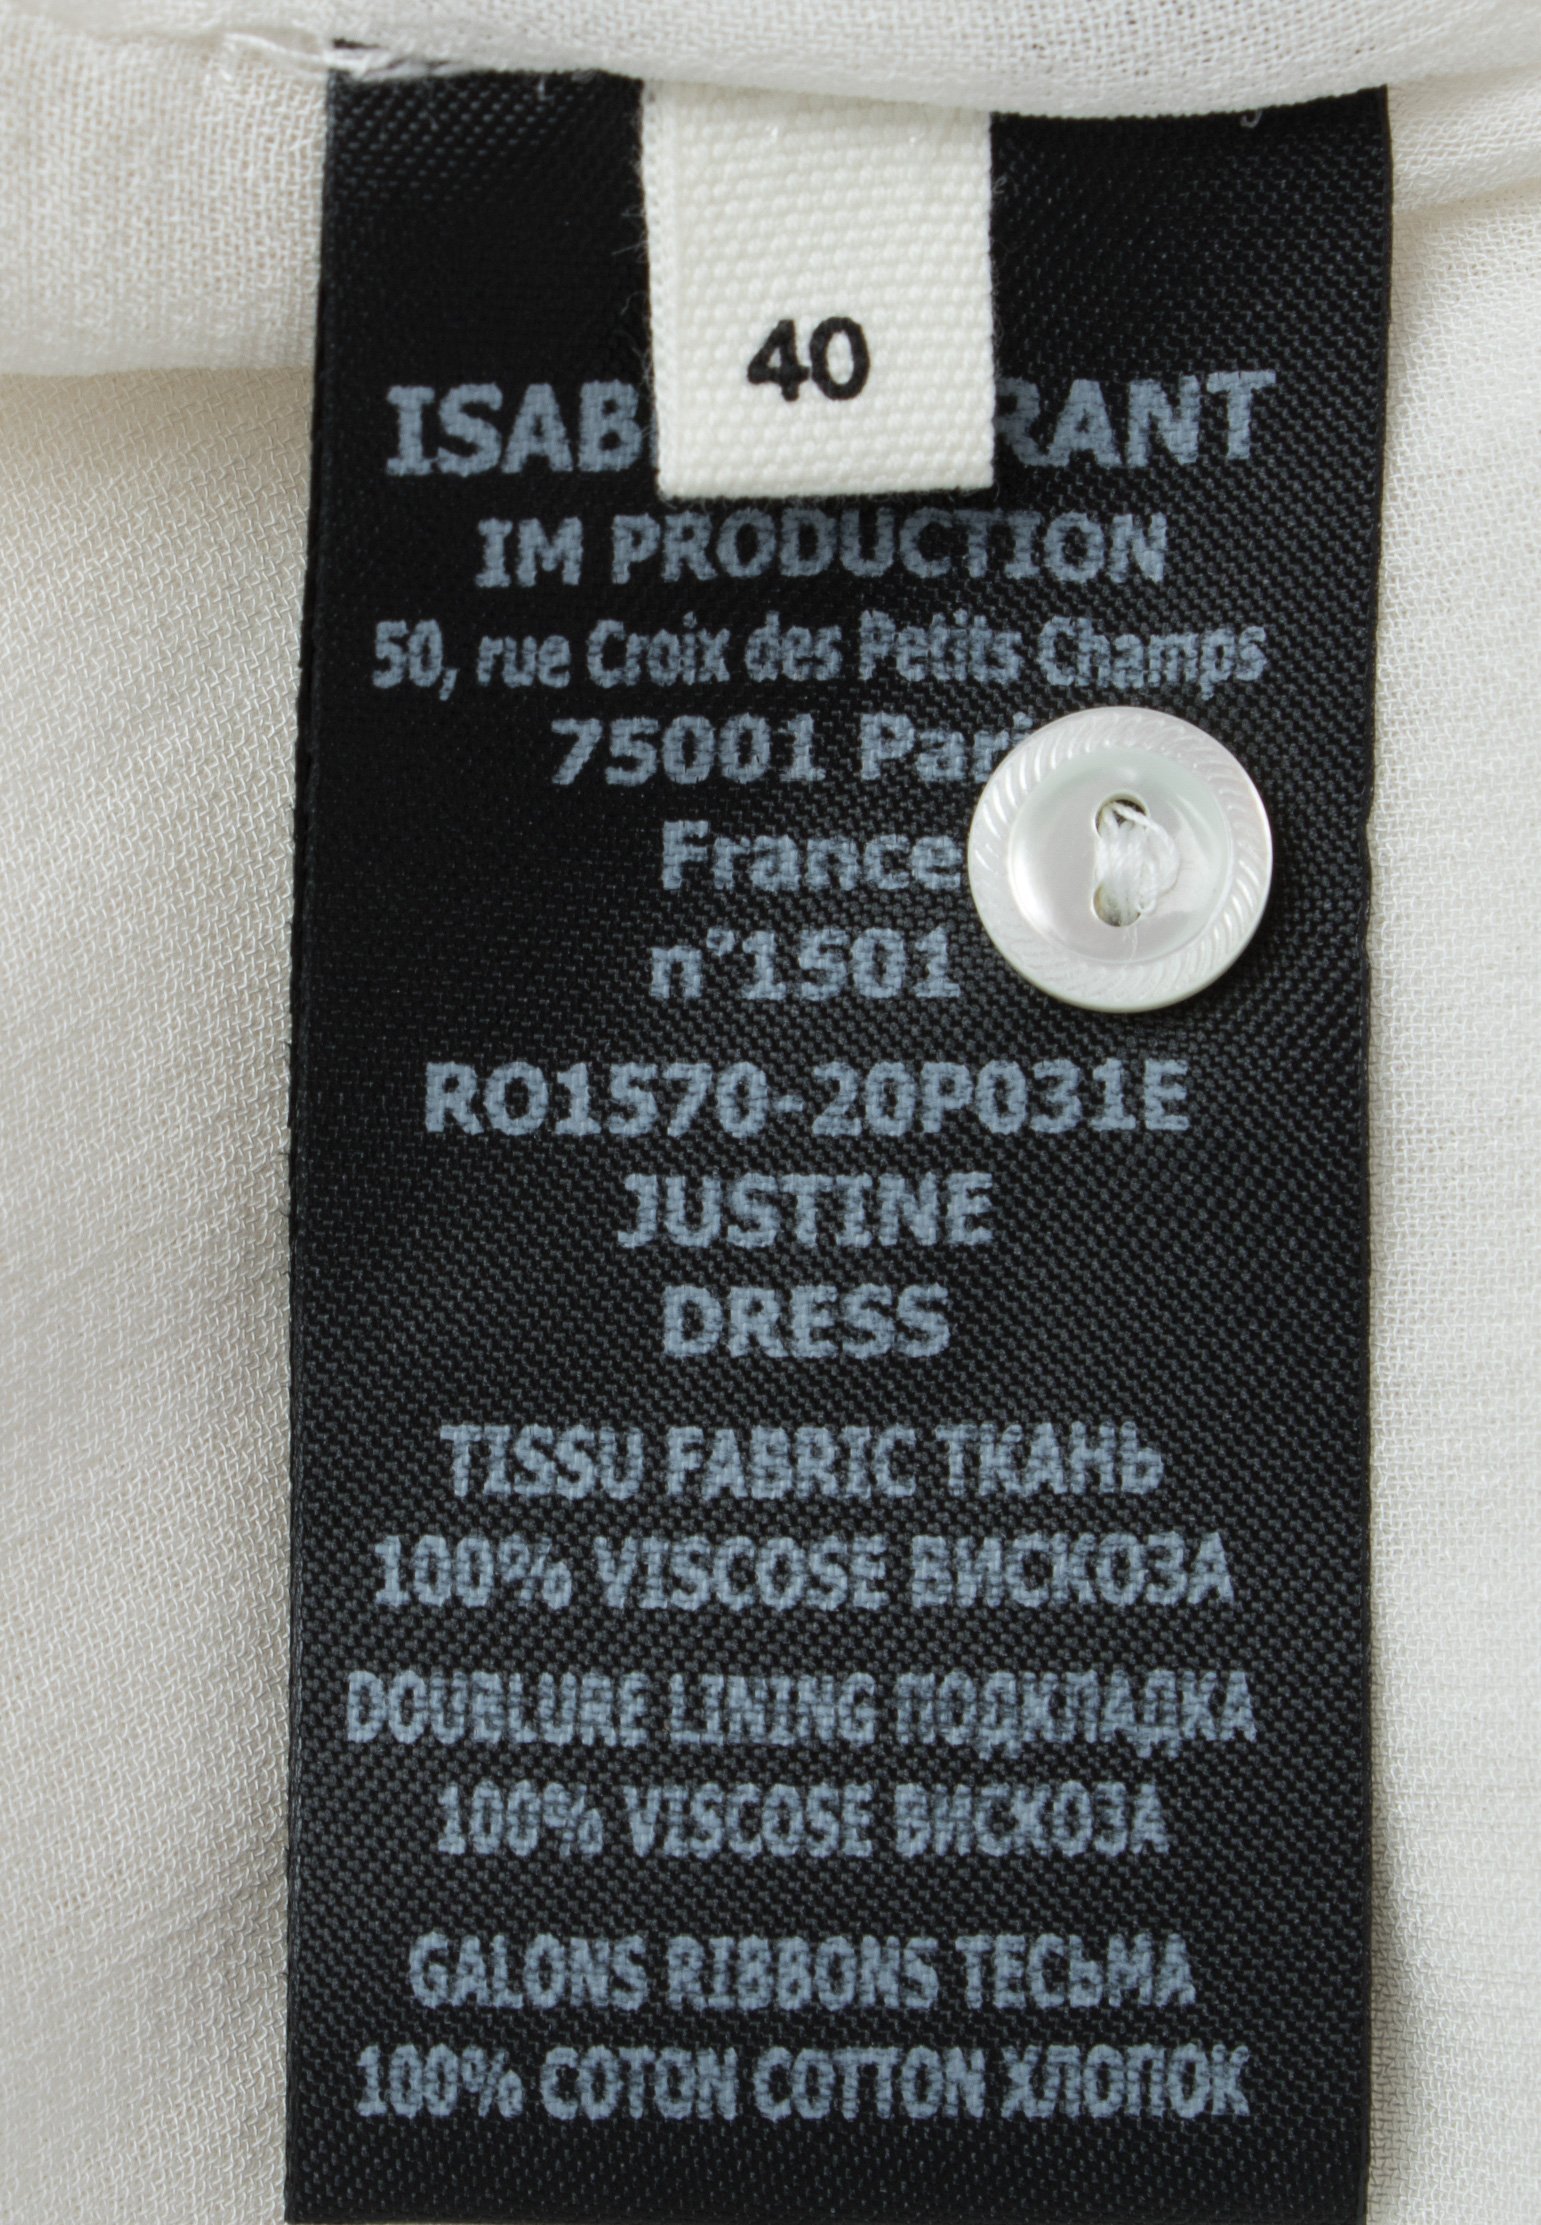 40
ISAB RANT
IM PRODUCTION
50, rue Croix des Petits Champs
75001 Pari
France
n°1501
RO1570-20P031E
JUSTINE
DRESS
TISSU FABRIC ТКАНЬ
100% VISCOSE ВИСКОЗА
DOUBLURE LINING ПОДКЛАДКА
100% VISCOSE ВИСКОЗА
GALONS RIBBONS ТЕСЬМА
100% COTON COTTON ХЛОПОК